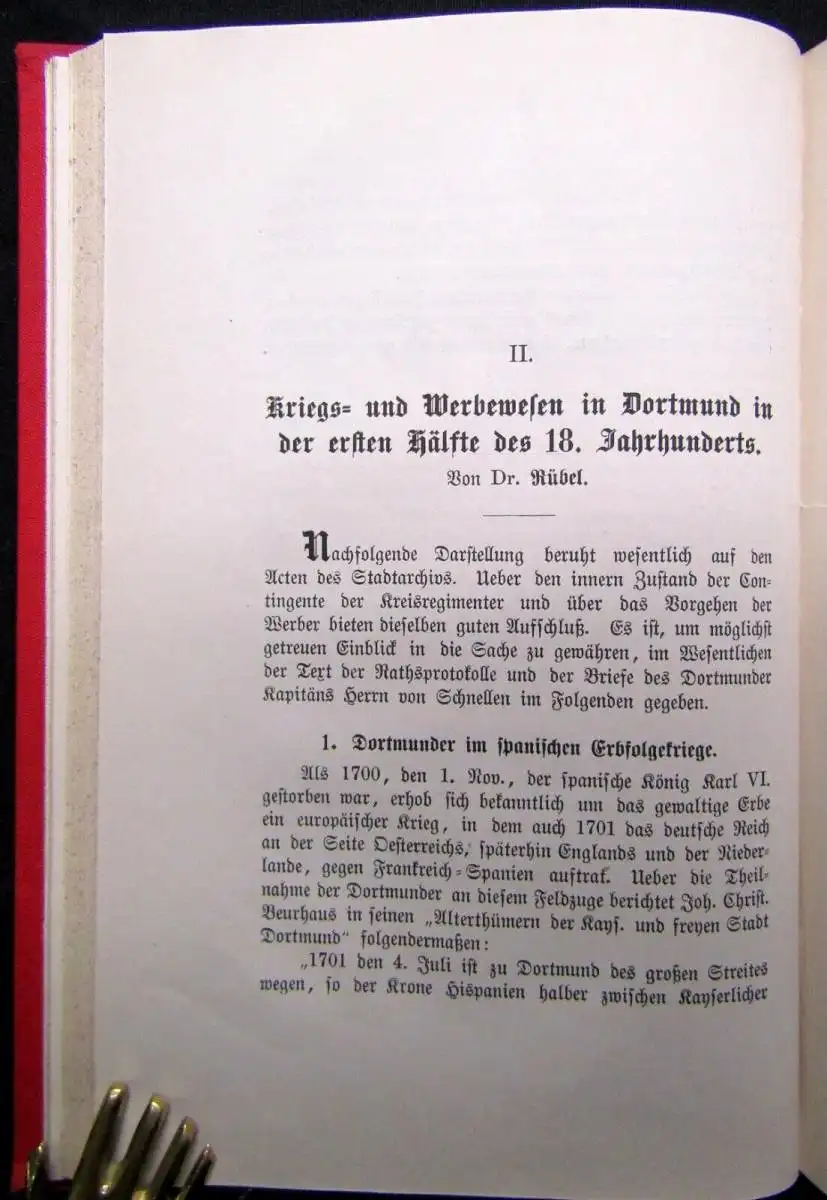 II.
Kriegs- und Werbewesen in Dortmund in
der ersten Hälfte des 18. Jahrhunderts.
Von Dr. Rübel.
Nachfolgende Darstellung beruht wesentlich auf den
Acten des Stadtarchivs. Ueber den innern Zustand der Con-
tingente der Kreisregimenter und über das Vorgehen der
Werber bieten dieselben guten Aufschluß. Es ist, um möglichst
getreuen Einblick in die Sache zu gewähren, im Wesentlichen
der Text der Rathsprotokolle und der Briefe des Dortmunder
Kapitäns Herrn von Schnellen im Folgenden gegeben.
1. Dortmunder im spanischen Erbfolgekriege.
Als 1700, den 1. Nov., der spanische König Karl VI.
gestorben war, erhob sich bekanntlich um das gewaltige Erbe
ein europäischer Krieg, in dem auch 1701 das deutsche Reich
an der Seite Oesterreichs, späterhin Englands und der Nieder-
lande, gegen Frankreich-Spanien auftrat. Ueber die Theil-
nahme der Dortmunder an diesem Feldzuge berichtet Joh. Christ.
Beurhaus in seinen „Alterthümern der Kays. und freyen Stadt
Dortmund" folgendermaßen:
„1701 den 4. Juli ist zu Dortmund des großen Streites
wegen, so der Krone Hispanien halber zwischen Kayserlicher